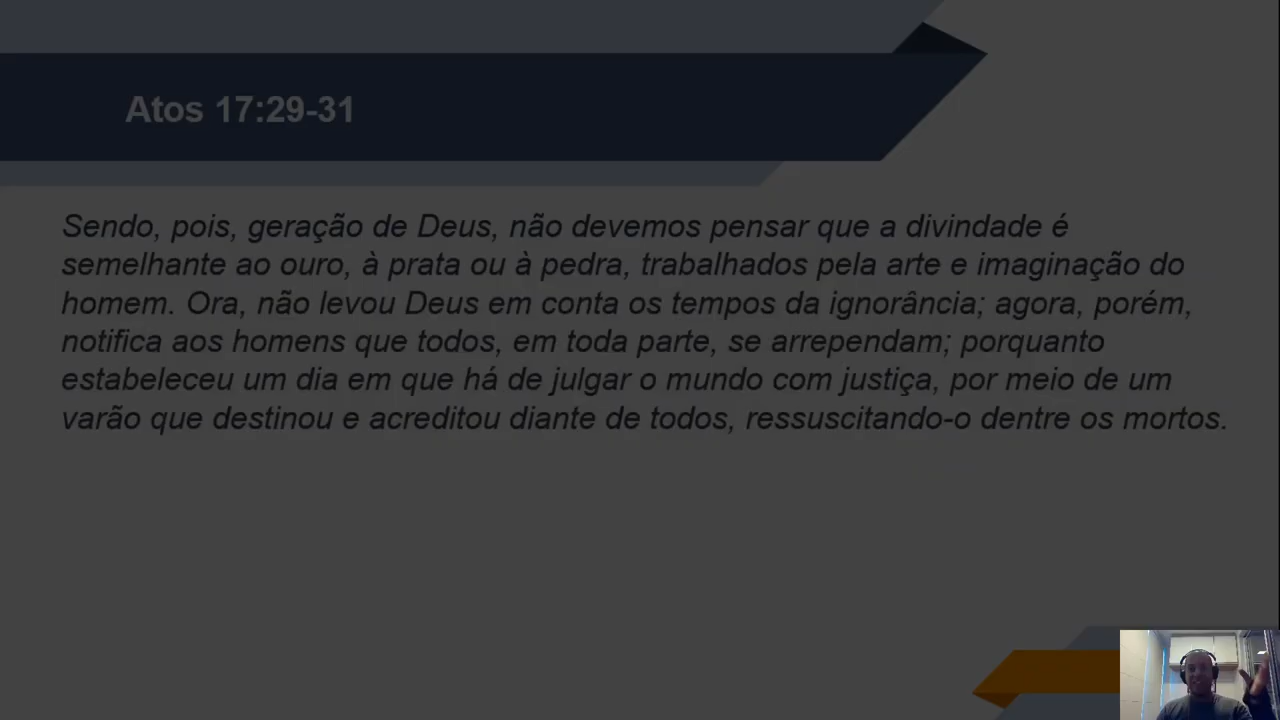 Atos 17:29-31
Sendo, pois, geração de Deus, não devemos pensar que a divindade é
semelhante ao ouro, à prata ou à pedra, trabalhados pela arte e imaginação do
homem. Ora, não levou Deus em conta os tempos da ignorância; agora, porém,
notifica aos homens que todos, em toda parte, se arrependam; porquanto
estabeleceu um dia em que há de julgar o mundo com justiça, por meio de um
varão que destinou e acreditou diante de todos, ressuscitando-o dentre os mortos.